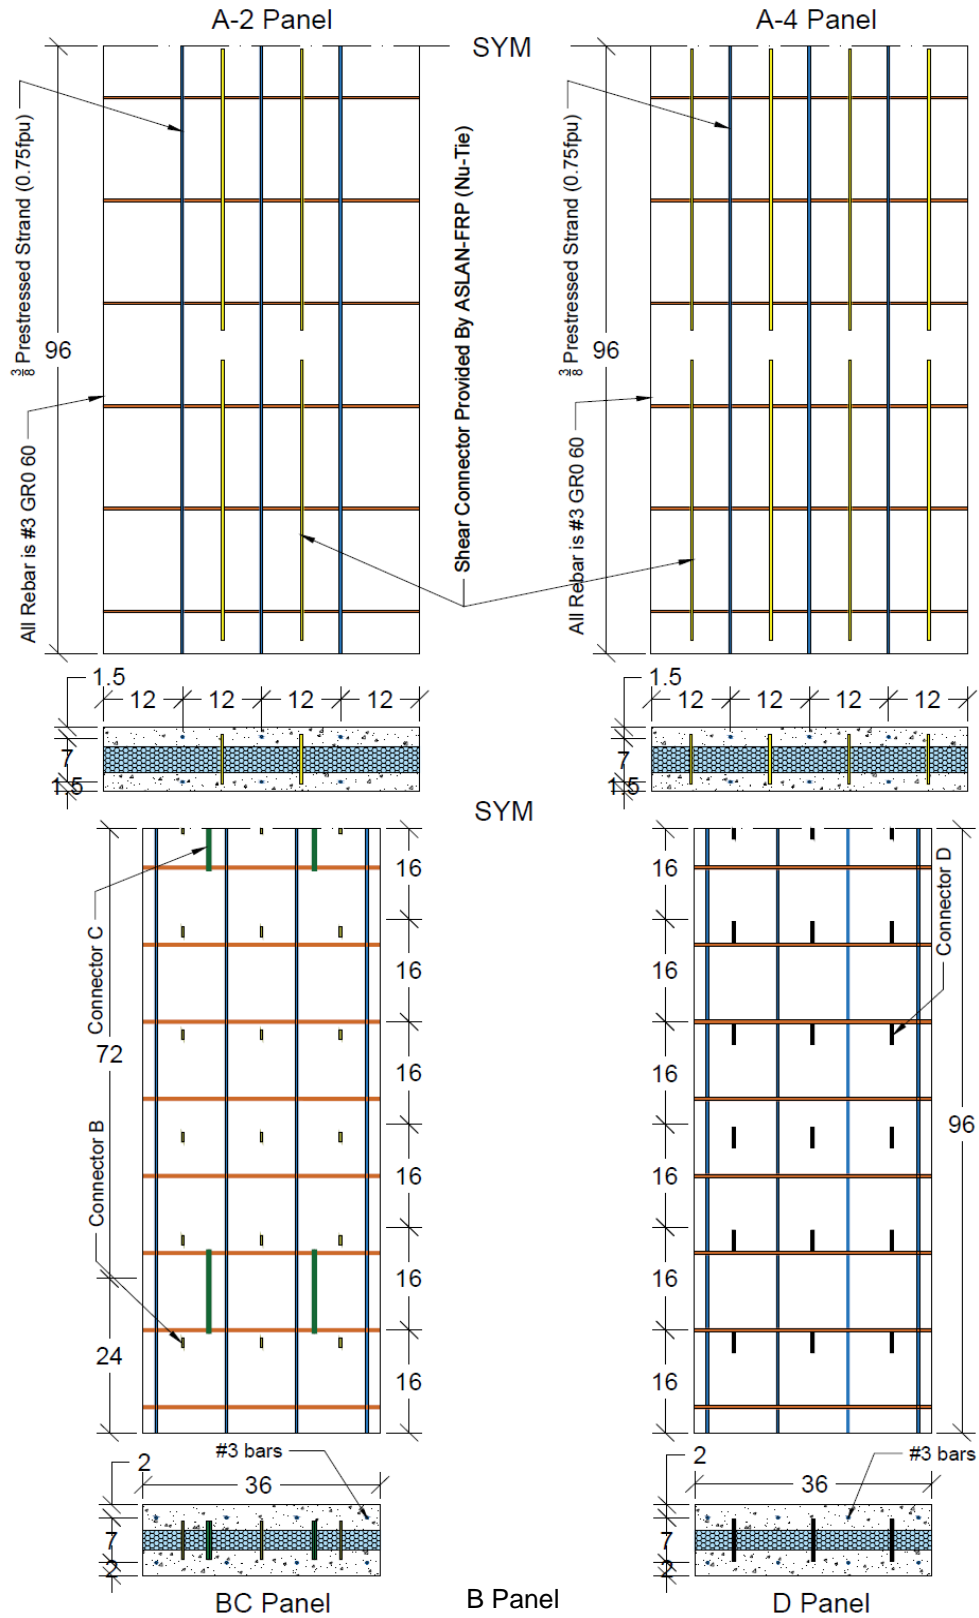 A-2 Panel
A-4 Panel
SYM
3/8 Prestressed Strand (0.75fpu)
96
All Rebar is #3 GR0 60
Shear Connector Provided By ASLAN-FRP (Nu-Tie)
3/8 Prestressed Strand (0.75fpu)
96
All Rebar is #3 GR0 60
1.5
12 12 12 12
7
1.5
1.5
12 12 12 12
7
1.5
SYM
Connector C
72
Connector B
24
16
16
16
16
16
16
16
16
16
16
16
16
Connector D
96
#3 bars
2
36
7
2
2
36
#3 bars
7
2
BC Panel
B Panel
D Panel